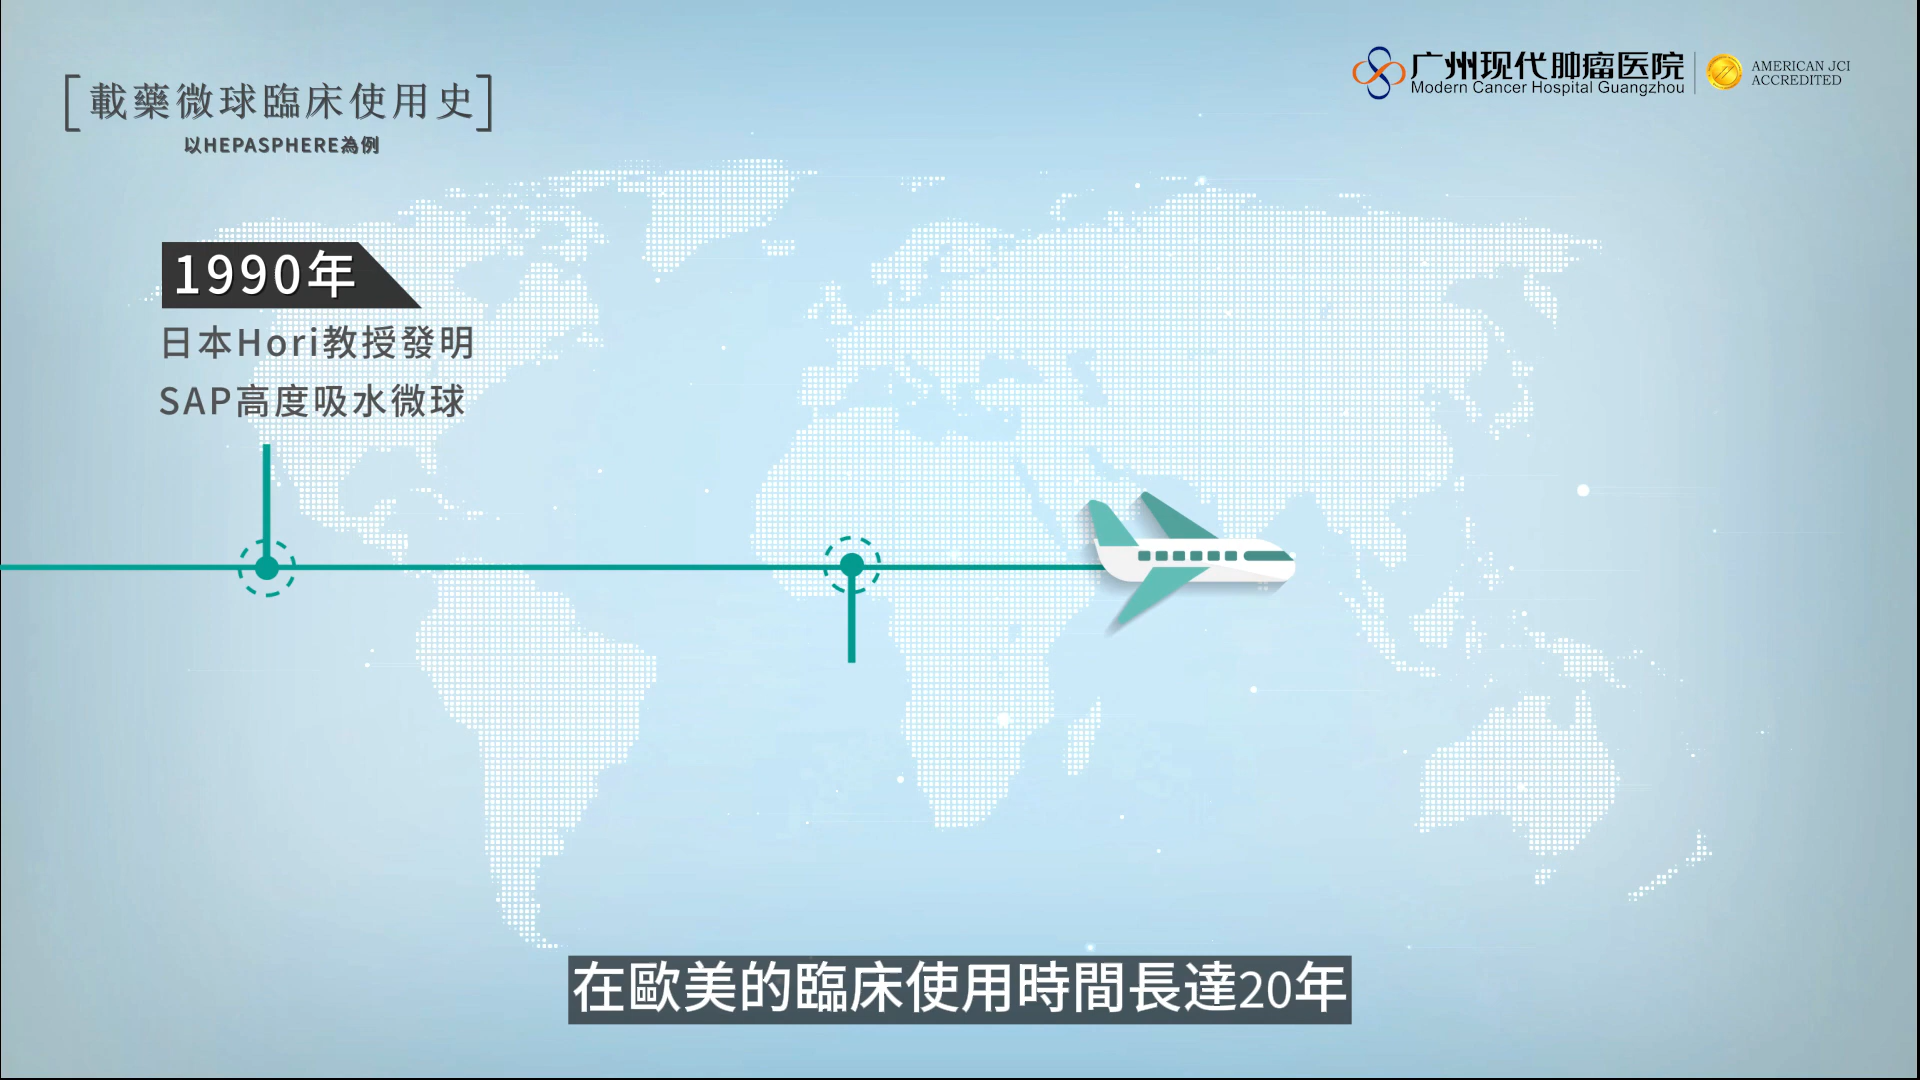 載藥微球臨床使用史
以HEPASPHERE為例
广州现代肿瘤医院
Modern Cancer Hospital Guangzhou
AMERICAN JCI
ACCREDITED
1990年
日本Hori教授發明
SAP高度吸水微球
在歐美的臨床使用時間長達20年